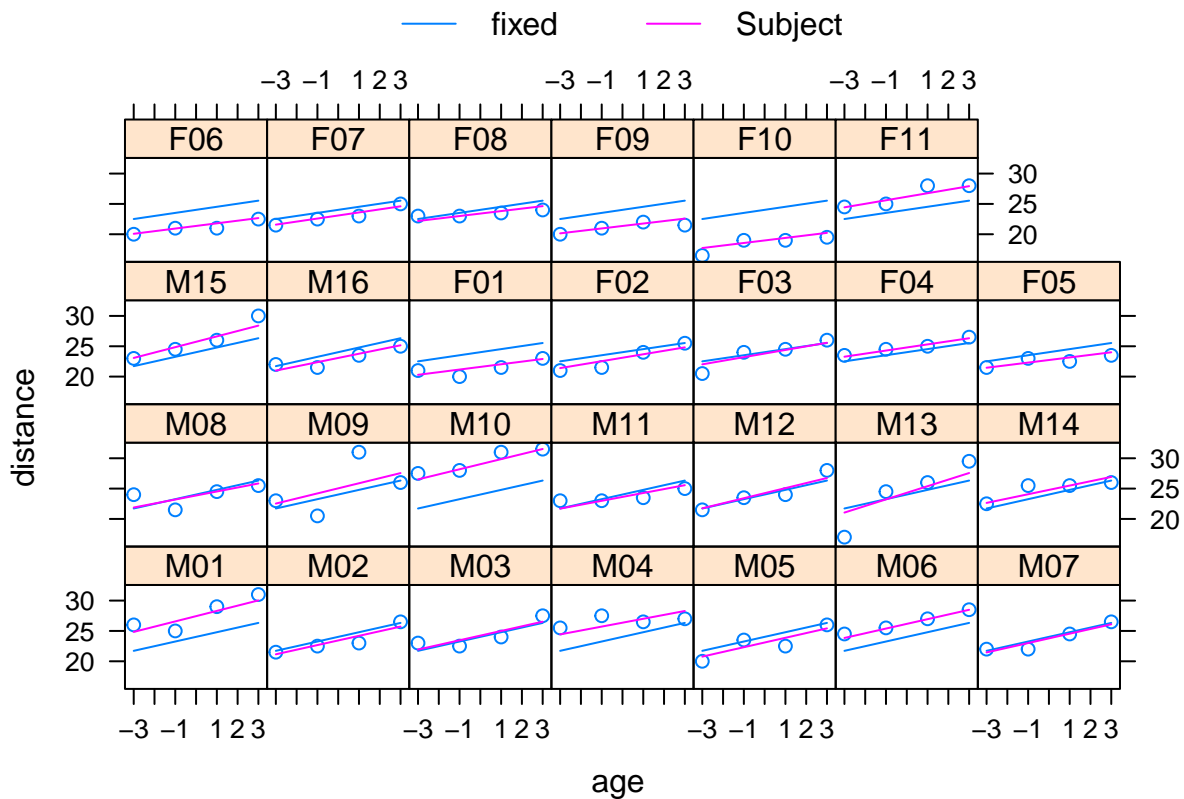 fixed Subject
−3 −1 1 2 3 −3 −1 1 2 3 −3 −1 1 2 3
F06 F07 F08 F09 F10 F11
30
25
20
M15 M16 F01 F02 F03 F04 F05
30
25
20
M08 M09 M10 M11 M12 M13 M14
30
25
20
M01 M02 M03 M04 M05 M06 M07
30
25
20
−3 −1 1 2 3 −3 −1 1 2 3 −3 −1 1 2 3 −3 −1 1 2 3
distance
age